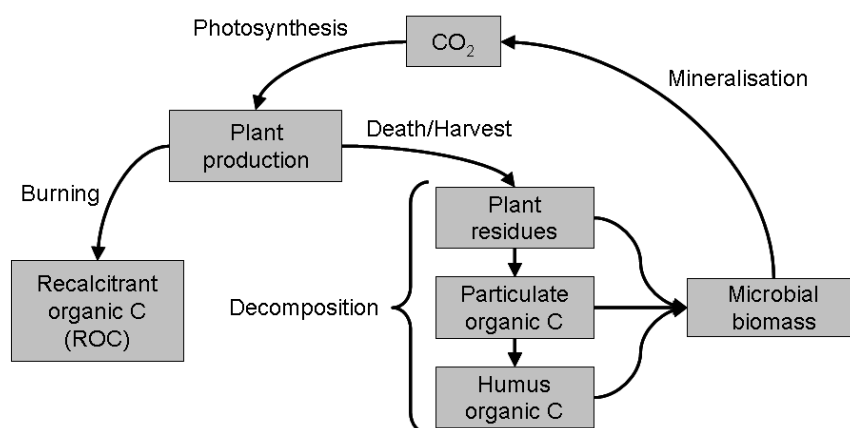 Photosynthesis
CO₂
Mineralisation
Plant
production
Death/Harvest
Burning
Plant
residues
Recalcitrant
organic C
(ROC)
Decomposition
Particulate
organic C
Microbial
biomass
Humus
organic C